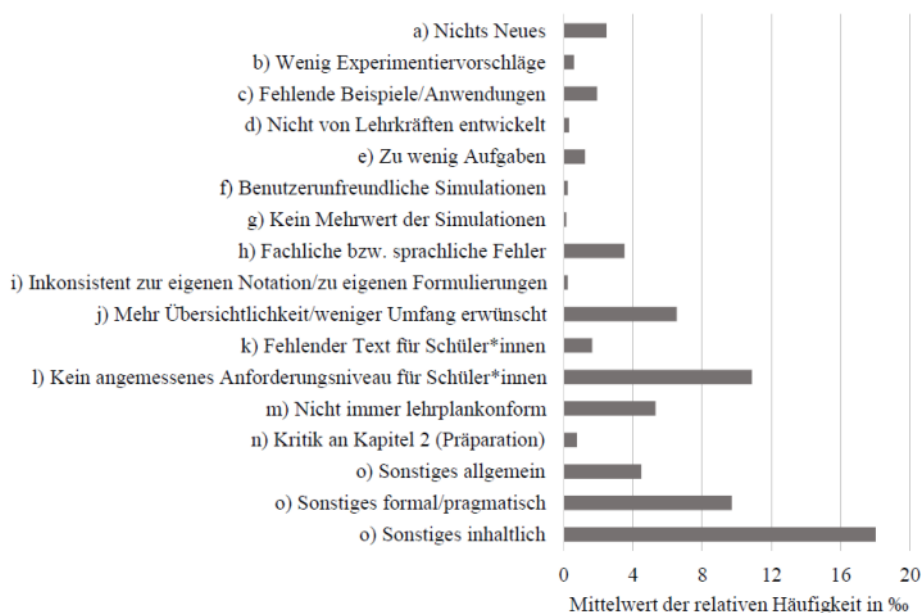 a) Nichts Neues
b) Wenig Experimentiervorschläge
c) Fehlende Beispiele/Anwendungen
d) Nicht von Lehrkräften entwickelt
e) Zu wenig Aufgaben
f) Benutzerunfreundliche Simulationen
g) Kein Mehrwert der Simulationen
h) Fachliche bzw. sprachliche Fehler
i) Inkonsistent zur eigenen Notation/zu eigenen Formulierungen
j) Mehr Übersichtlichkeit/weniger Umfang erwünscht
k) Fehlender Text für Schüler*innen
l) Kein angemessenes Anforderungsniveau für Schüler*innen
m) Nicht immer lehrplankonform
n) Kritik an Kapitel 2 (Präparation)
o) Sonstiges allgemein
o) Sonstiges formal/pragmatisch
o) Sonstiges inhaltlich
0 4 8 12 16 20
Mittelwert der relativen Häufigkeit in ‰